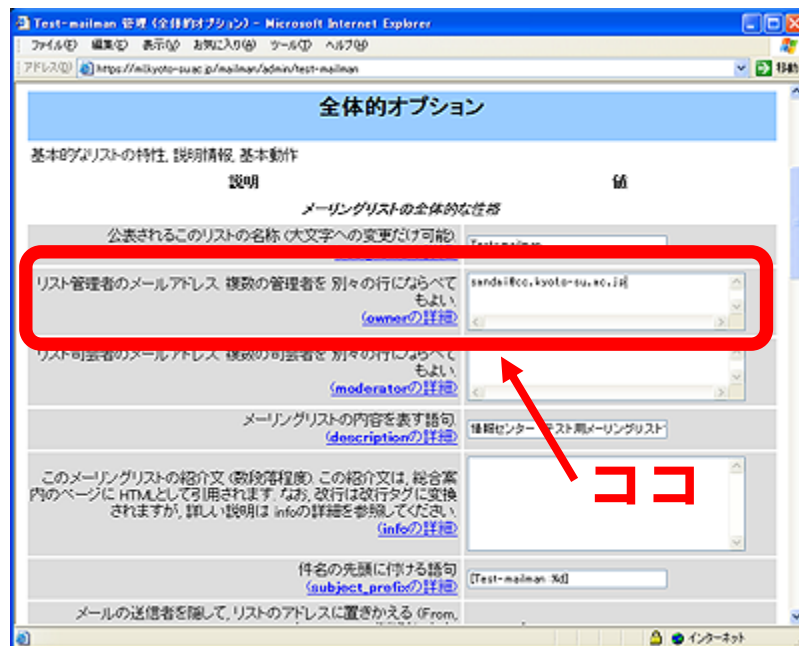 Test-mailman 管理 (全体的オプション) - Microsoft Internet Explorer
ファイル(F) 編集(E) 表示(V) お気に入り(A) ツール(T) ヘルプ(H)
アドレス(D) https://ml.kyoto-su.ac.jp/mailman/admin/test-mailman 移動
全体的オプション
基本的なリストの特性, 説明情報, 基本動作
説明 値
メーリングリストの全体的な性格
公表されるこのリストの名称 (大文字への変更だけ可能).
Test-mailman
リスト管理者のメールアドレス. 複数の管理者を 別々の行にならべて
もよい.
(ownerの詳細)
sandai@cc.kyoto-su.ac.jp
リスト司会者のメールアドレス. 複数の司会者を 別々の行にならべて
もよい.
(moderatorの詳細)
メーリングリストの内容を表す語句.
(descriptionの詳細)
情報センター テスト用メーリングリスト
ココ
このメーリングリストの紹介文 (数段落程度). この紹介文は, 総合案
内のページに HTMLとして引用されます. なお, 改行は改行タグに変換
されますが, 詳しい説明は infoの詳細を参照してください.
(infoの詳細)
件名の先頭に付ける語句
(subject_prefixの詳細)
[Test-mailman %d]
メールの送信者を隠して, リストのアドレスに置きかえる (From,
インターネット